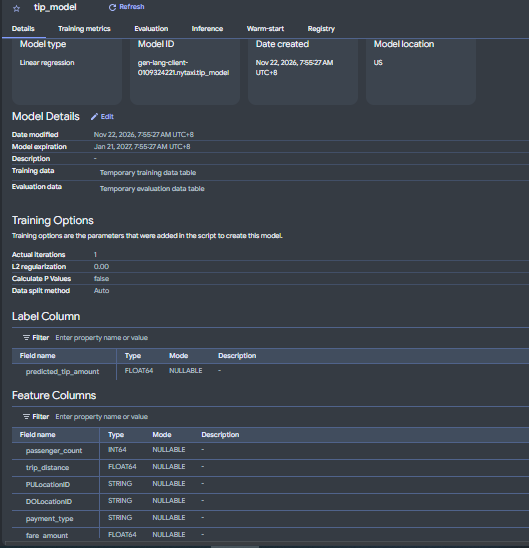 tip_model Refresh
Details Training metrics Evaluation Inference Warm-start Registry
Model type Model ID Date created Model location
Linear regression gen-lang-client-0109324221.nytaxi.tip_model Nov 22, 2026, 7:55:27 AM UTC+8 US
Model Details Edit
Date modified Nov 22, 2026, 7:55:27 AM UTC+8
Model expiration Jan 21, 2027, 7:55:27 AM UTC+8
Description -
Training data Temporary training data table
Evaluation data Temporary evaluation data table
Training Options
Training options are the parameters that were added in the script to create this model.
Actual iterations 1
L2 regularization 0.00
Calculate P Values false
Data split method Auto
Label Column
Filter Enter property name or value
Field name Type Mode Description
predicted_tip_amount FLOAT64 NULLABLE -
Feature Columns
Filter Enter property name or value
Field name Type Mode Description
passenger_count INT64 NULLABLE -
trip_distance FLOAT64 NULLABLE -
PULocationID STRING NULLABLE -
DOLocationID STRING NULLABLE -
payment_type STRING NULLABLE -
fare_amount FLOAT64 NULLABLE -